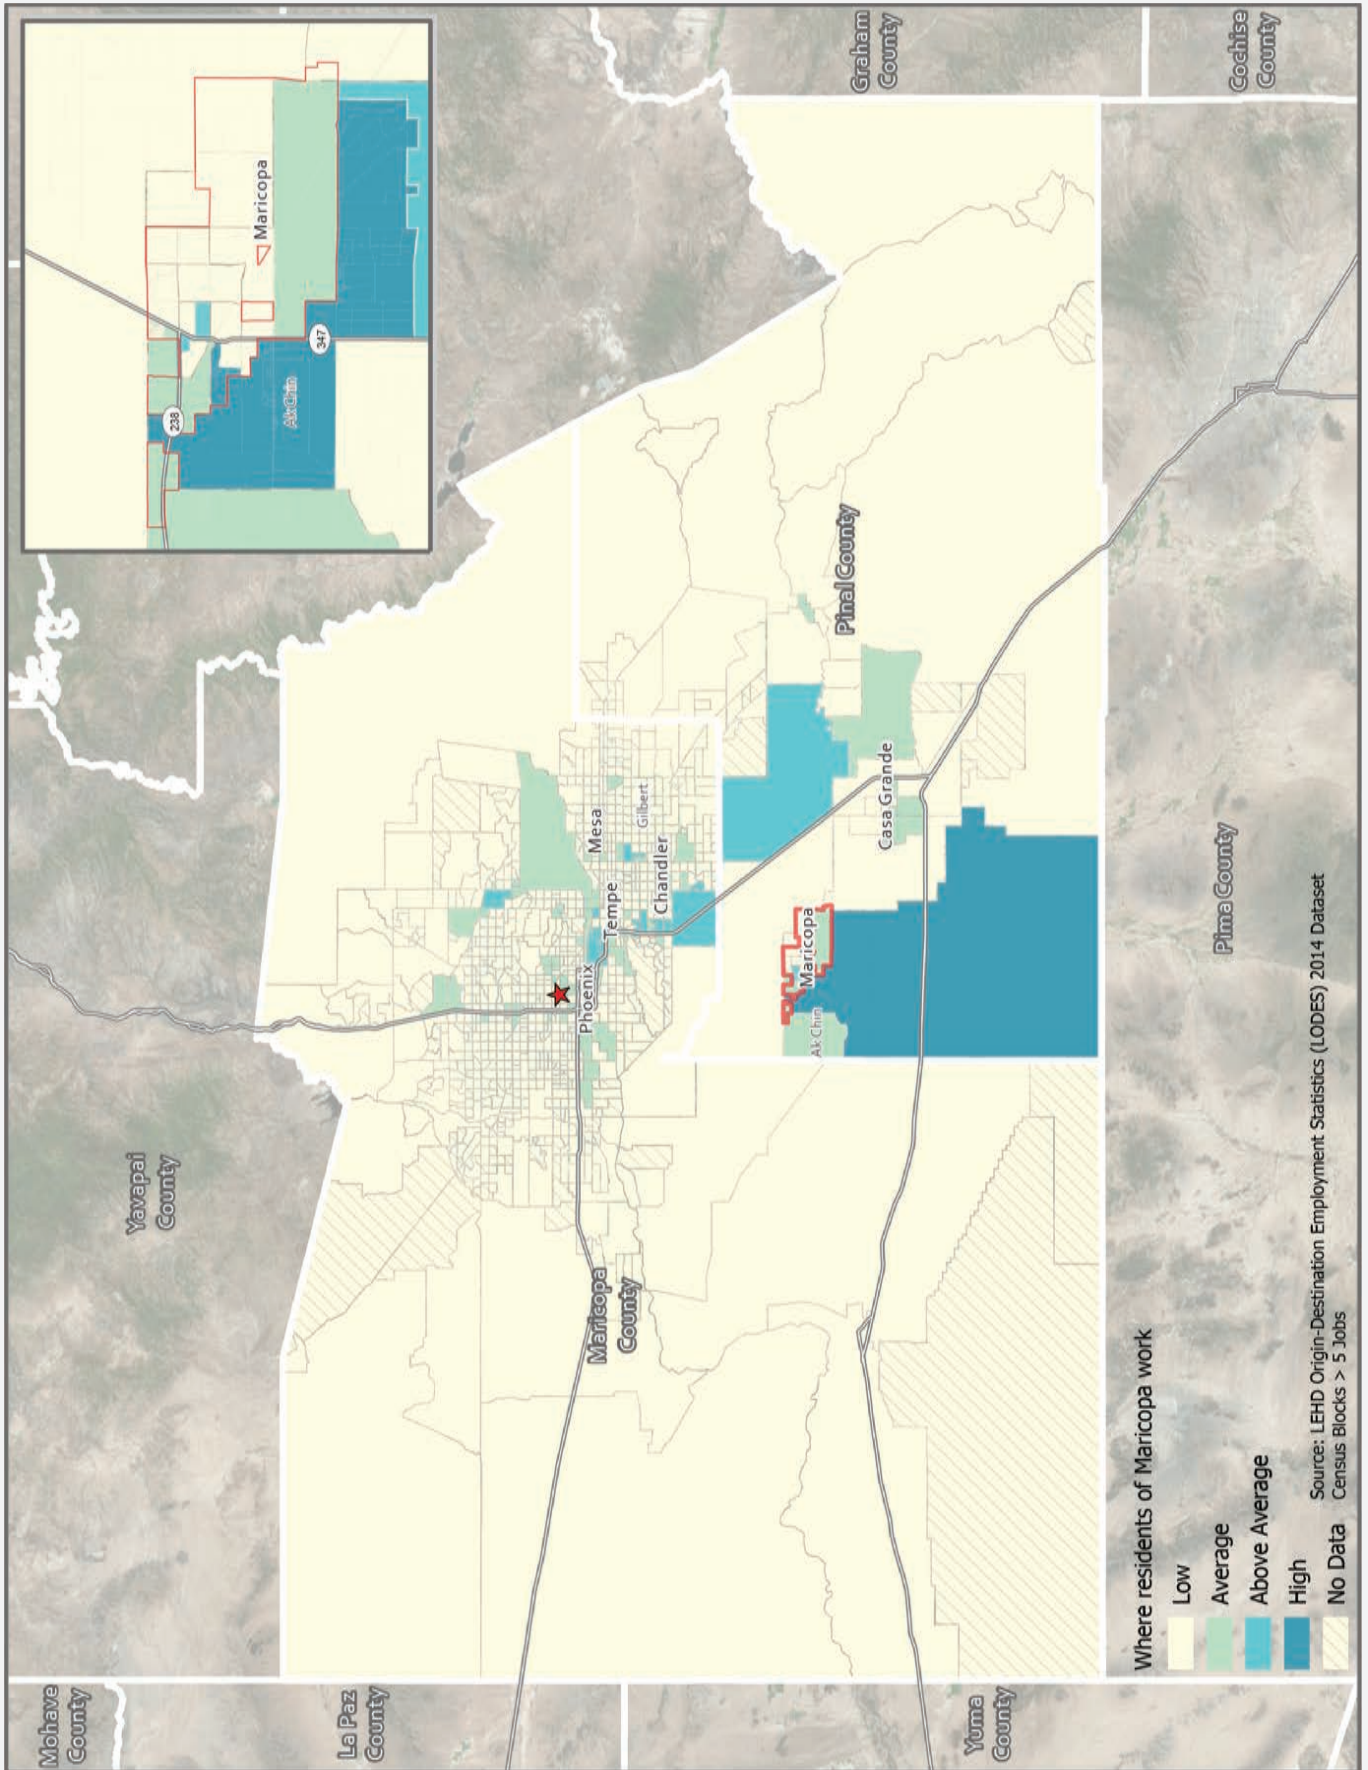 Mohave
County
Yavapai
County
La Paz
County
Yuma
County
Maricopa
County
Phoenix
Tempe
Mesa
Gilbert
Chandler
Maricopa
Ak Chin
Casa Grande
Pinal County
Pima County
Graham
County
Cochise
County
238
347
Maricopa
Ak Chin
Where residents of Maricopa work
Low
Average
Above Average
High
No Data
Source: LEHD Origin-Destination Employment Statistics (LODES) 2014 Dataset
Census Blocks > 5 Jobs